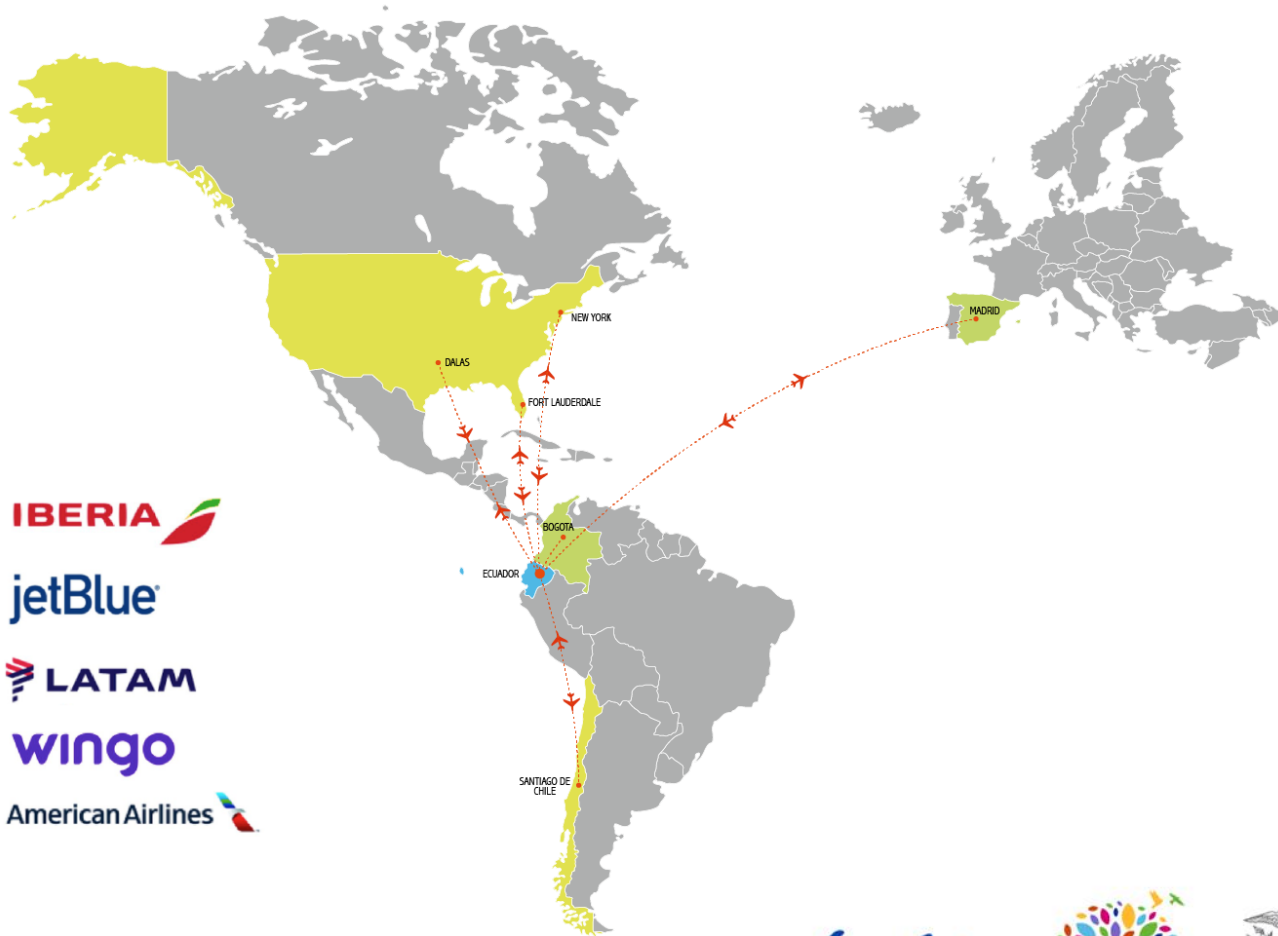 NEW YORK
MADRID
DALAS
FORT LAUDERDALE
IBERIA
BOGOTA
jetBlue
ECUADOR
LATAM
wingo
SANTIAGO DE
CHILE
American Airlines